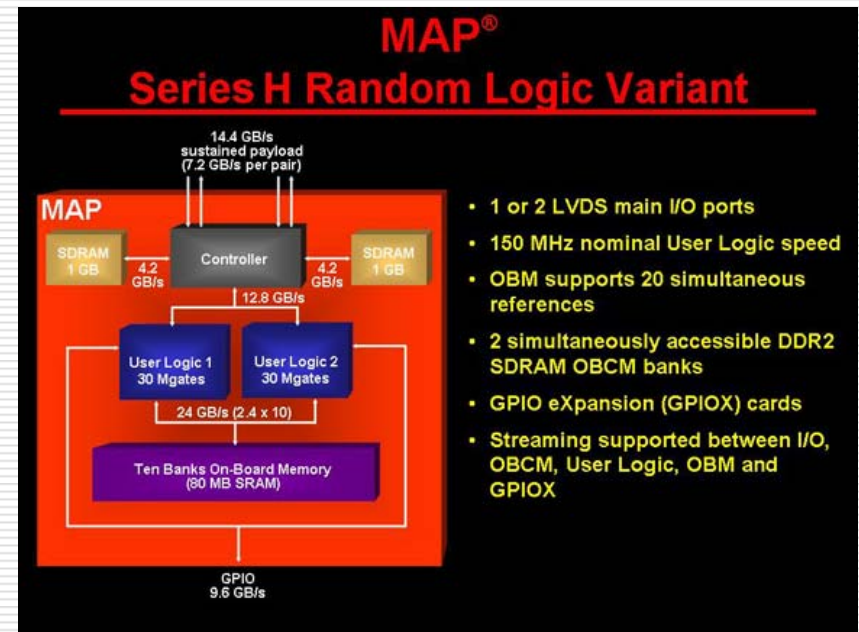 MAP®
Series H Random Logic Variant
14.4 GB/s
sustained payload
(7.2 GB/s per pair)
MAP
SDRAM
1 GB
4.2
GB/s
Controller
4.2
GB/s
SDRAM
1 GB
12.8 GB/s
User Logic 1
30 Mgates
User Logic 2
30 Mgates
24 GB/s (2.4 x 10)
Ten Banks On-Board Memory
(80 MB SRAM)
GPIO
9.6 GB/s
• 1 or 2 LVDS main I/O ports
• 150 MHz nominal User Logic speed
• OBM supports 20 simultaneous
references
• 2 simultaneously accessible DDR2
SDRAM OBCM banks
• GPIO eXpansion (GPIOX) cards
• Streaming supported between I/O,
OBCM, User Logic, OBM and
GPIOX